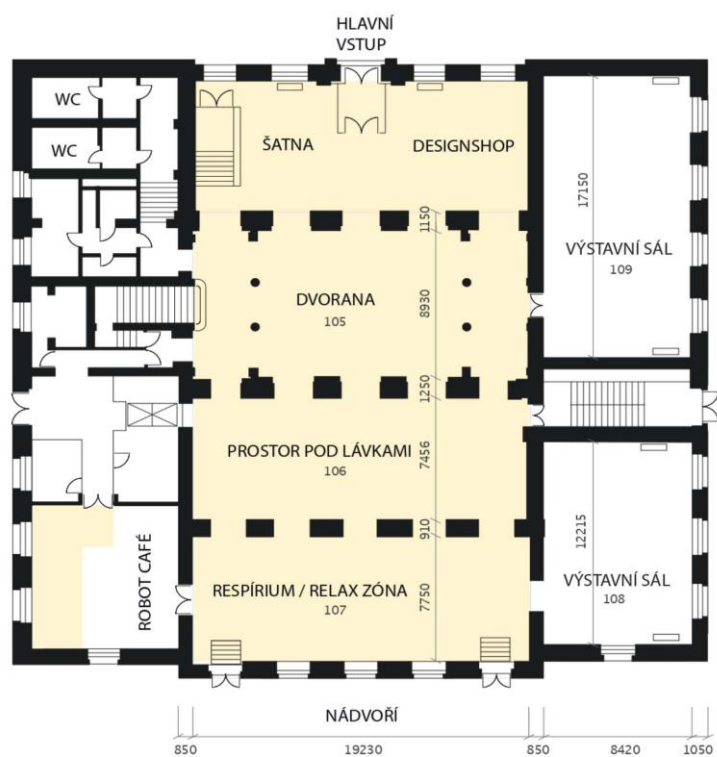 HLAVNÍ
VSTUP
WC
WC
ŠATNA
DESIGNSHOP
17150
1150
VÝSTAVNÍ SÁL
109
DVORANA
105
8930
1250
PROSTOR POD LÁVKAMI
106
7456
910
12215
ROBOT CAFÉ
RESPÍRIUM / RELAX ZÓNA
107
7750
VÝSTAVNÍ SÁL
108
NÁDVOŘÍ
850
19230
850
8420
1050